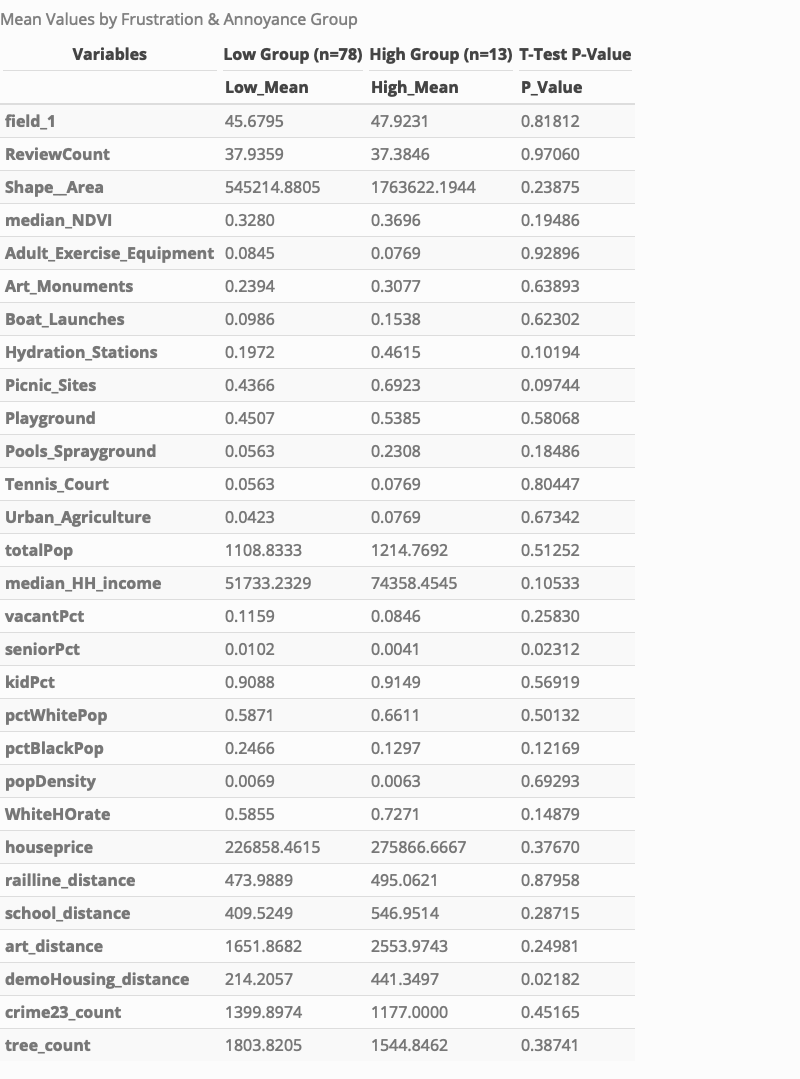 Mean Values by Frustration & Annoyance Group
Variables Low Group (n=78) High Group (n=13) T-Test P-Value
Low_Mean High_Mean P_Value
field_1 45.6795 47.9231 0.81812
ReviewCount 37.9359 37.3846 0.97060
Shape__Area 545214.8805 1763622.1944 0.23875
median_NDVI 0.3280 0.3696 0.19486
Adult_Exercise_Equipment 0.0845 0.0769 0.92896
Art_Monuments 0.2394 0.3077 0.63893
Boat_Launches 0.0986 0.1538 0.62302
Hydration_Stations 0.1972 0.4615 0.10194
Picnic_Sites 0.4366 0.6923 0.09744
Playground 0.4507 0.5385 0.58068
Pools_Sprayground 0.0563 0.2308 0.18486
Tennis_Court 0.0563 0.0769 0.80447
Urban_Agriculture 0.0423 0.0769 0.67342
totalPop 1108.8333 1214.7692 0.51252
median_HH_income 51733.2329 74358.4545 0.10533
vacantPct 0.1159 0.0846 0.25830
seniorPct 0.0102 0.0041 0.02312
kidPct 0.9088 0.9149 0.56919
pctWhitePop 0.5871 0.6611 0.50132
pctBlackPop 0.2466 0.1297 0.12169
popDensity 0.0069 0.0063 0.69293
WhiteHOrate 0.5855 0.7271 0.14879
houseprice 226858.4615 275866.6667 0.37670
railline_distance 473.9889 495.0621 0.87958
school_distance 409.5249 546.9514 0.28715
art_distance 1651.8682 2553.9743 0.24981
demoHousing_distance 214.2057 441.3497 0.02182
crime23_count 1399.8974 1177.0000 0.45165
tree_count 1803.8205 1544.8462 0.38741